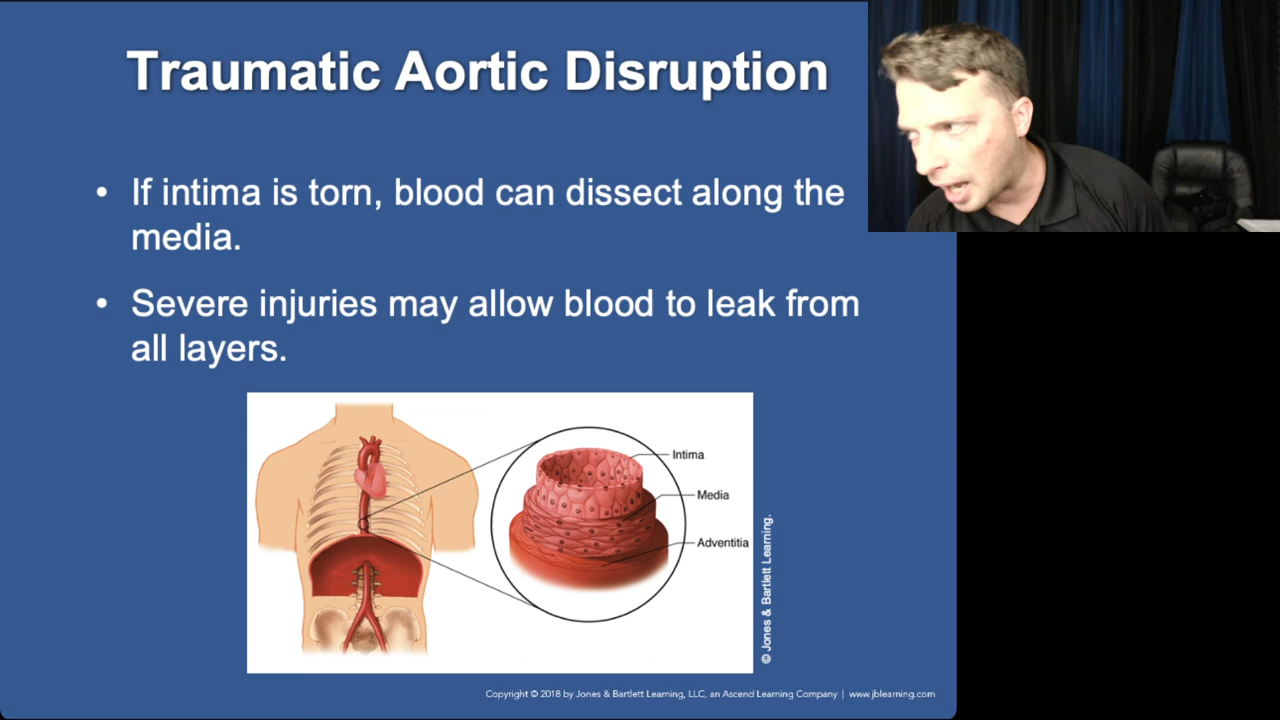 Traumatic Aortic Disruption
• If intima is torn, blood can dissect along the
media.
• Severe injuries may allow blood to leak from
all layers.
Intima
Media
Adventitia
© Jones & Bartlett Learning.
Copyright © 2018 by Jones & Bartlett Learning, LLC, an Ascend Learning Company | www.jblearning.com